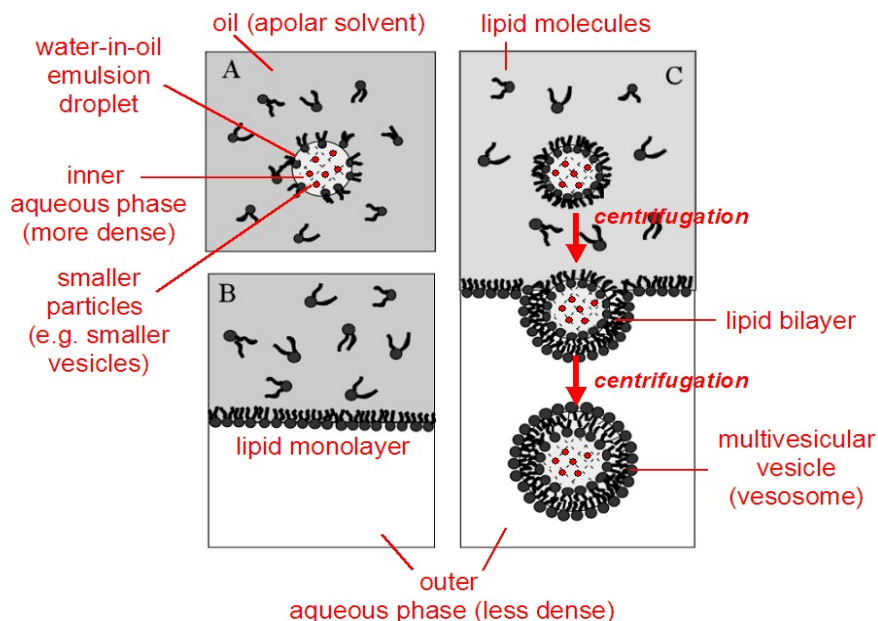 oil (apolar solvent)
water-in-oil
emulsion
droplet
A
inner
aqueous phase
(more dense)
smaller
particles
(e.g. smaller
vesicles)
B
lipid monolayer
lipid molecules
C
centrifugation
lipid bilayer
centrifugation
multivesicular
vesicle
(vesosome)
outer
aqueous phase (less dense)